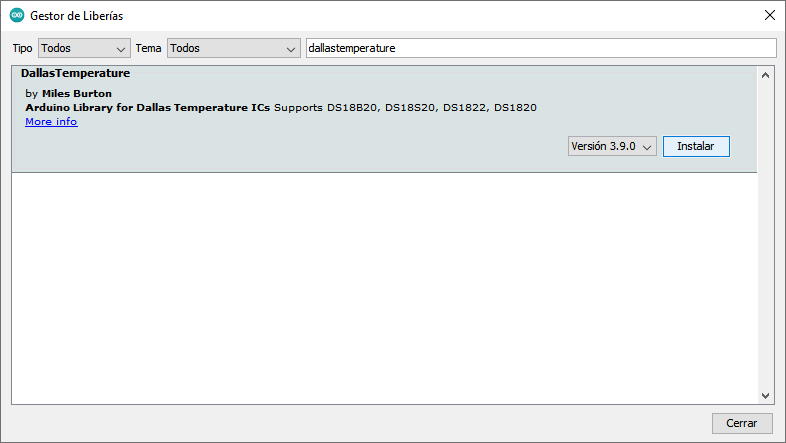 Gestor de Liberías
Tipo Todos Tema Todos dallastemperature
DallasTemperature
by Miles Burton
Arduino Library for Dallas Temperature ICs Supports DS18B20, DS18S20, DS1822, DS1820
More info
Versión 3.9.0 Instalar
Cerrar